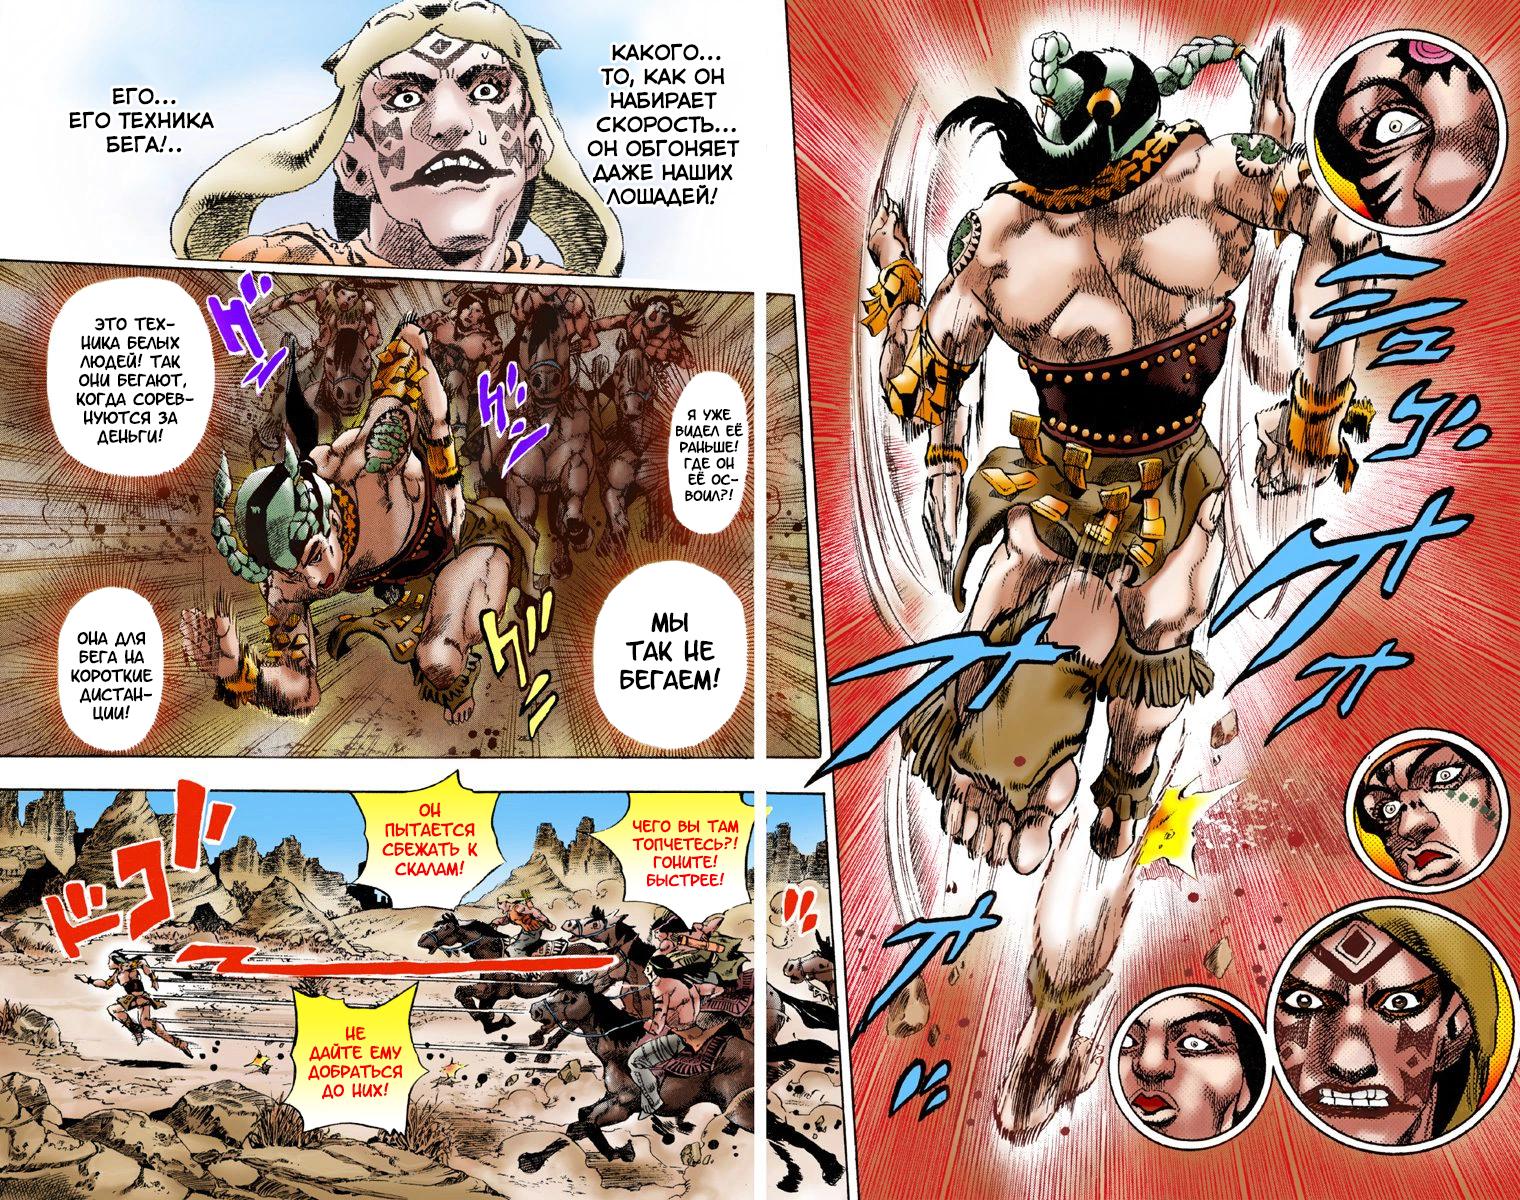 КАКОГО...
ТО, КАК ОН
НАБИРАЕТ
СКОРОСТЬ...
ОН ОБГОНЯЕТ
ДАЖЕ НАШИХ
ЛОШАДЕЙ!
ЕГО...
ЕГО ТЕХНИКА
БЕГА!..
Я УЖЕ
ВИДЕЛ ЕЁ
РАНЬШЕ!
ГДЕ ОН
ЕЁ ОС-
ВОИЛ?!
МЫ
ТАК НЕ
БЕГАЕМ!
ЭТО ТЕХ-
НИКА БЕЛЫХ
ЛЮДЕЙ! ТАК
ОНИ БЕГАЮТ,
КОГДА СОРЕВ-
НУЮТСЯ ЗА
ДЕНЬГИ!
ОНА ДЛЯ
БЕГА НА
КОРОТКИЕ
ДИСТАН-
ЦИИ!
ЧЕГО ВЫ ТАМ
ТОПЧЕТЕСЬ?!
ГОНИТЕ!
БЫСТРЕЕ!
ОН
ПЫТАЕТСЯ
СБЕЖАТЬ К
СКАЛАМ!
НЕ
ДАЙТЕ ЕМУ
ДОБРАТЬСЯ
ДО НИХ!